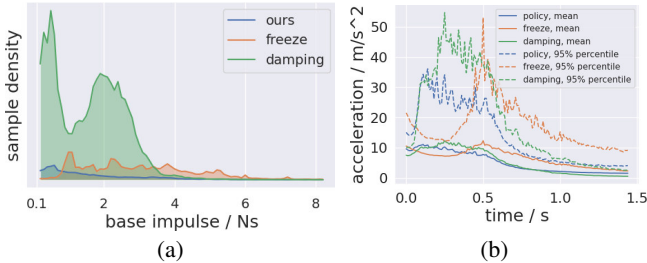 sample density
ours
freeze
damping
0.1
2
4
6
8
base impulse / Ns
(a)
acceleration / m/s^2
50
40
30
20
10
0
policy, mean
freeze, mean
damping, mean
policy, 95% percentile
freeze, 95% percentile
damping, 95% percentile
0.0
0.5
1.0
1.5
time / s
(b)